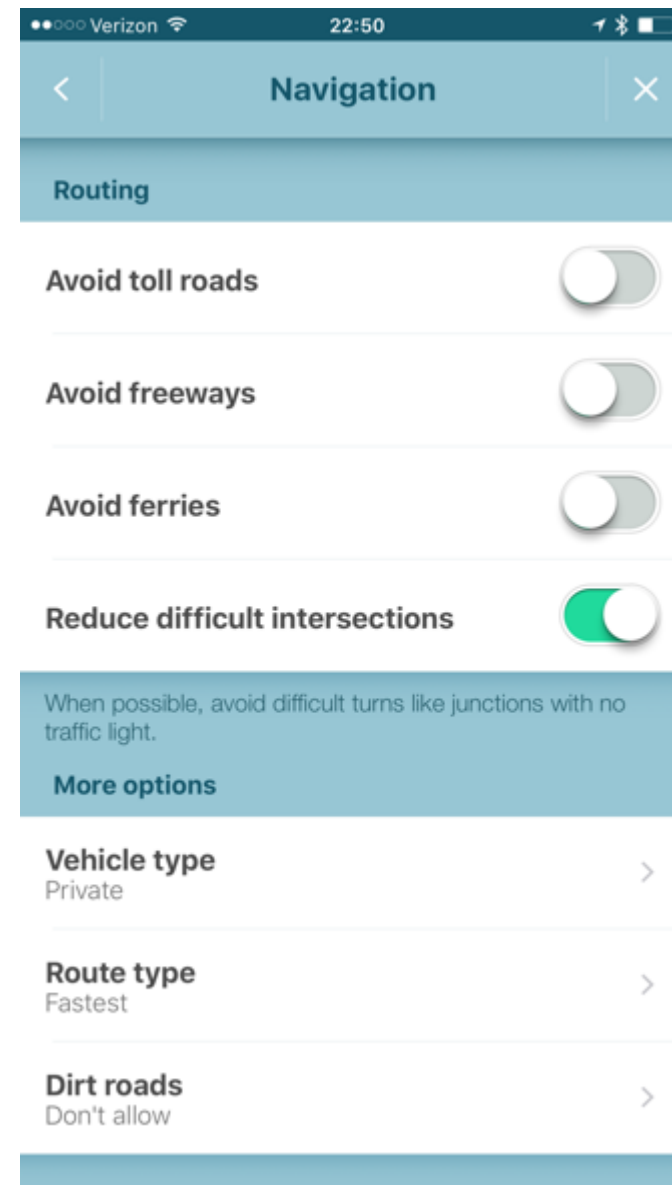 Verizon 22:50
Navigation
Routing
Avoid toll roads
Avoid freeways
Avoid ferries
Reduce difficult intersections
When possible, avoid difficult turns like junctions with no
traffic light.
More options
Vehicle type
Private
Route type
Fastest
Dirt roads
Don't allow